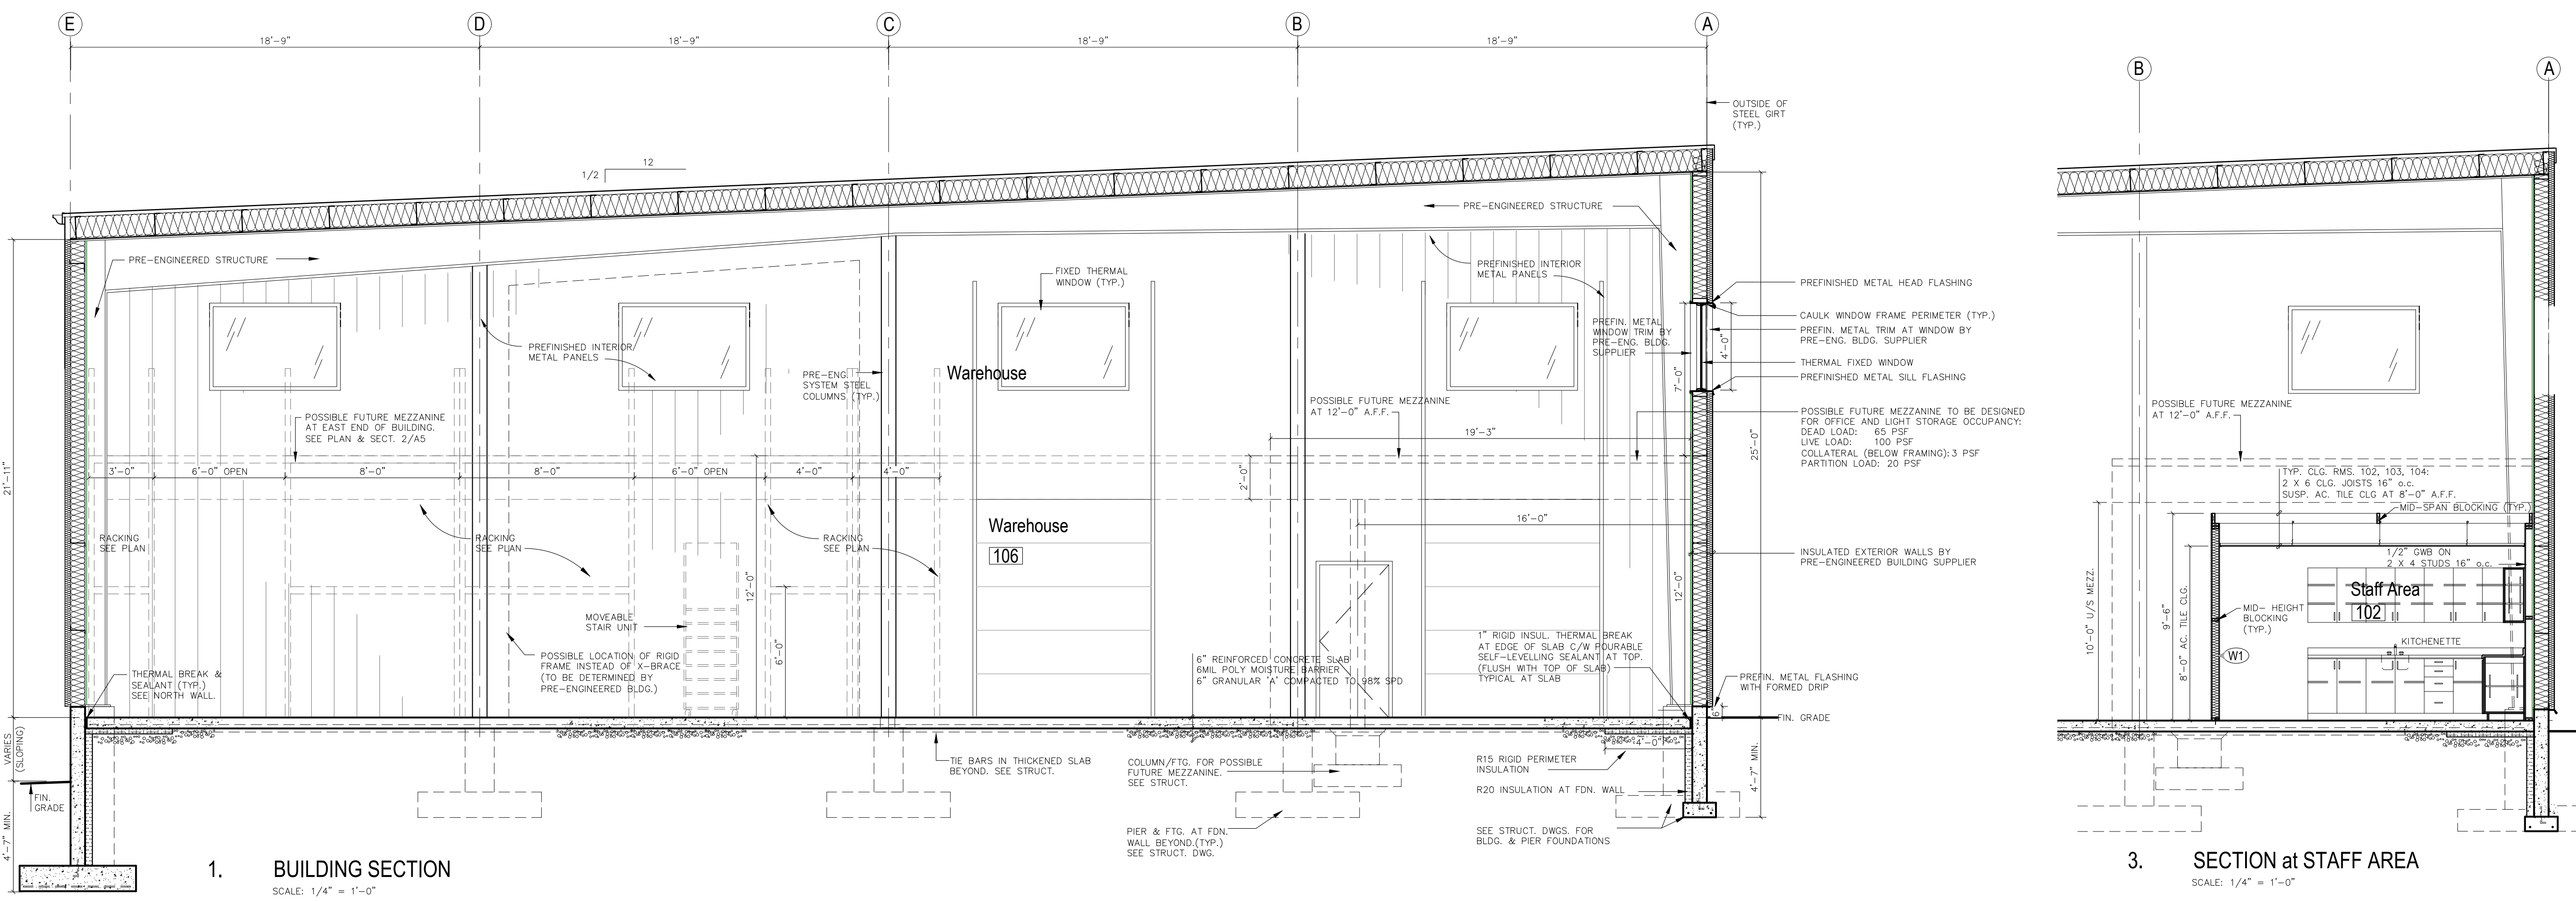 E
D
C
B
A
18'-9"
18'-9"
18'-9"
18'-9"
B
A
OUTSIDE OF
STEEL GIRT
(TYP.)
12
1/2
PRE-ENGINEERED STRUCTURE
PRE-ENGINEERED STRUCTURE
FIXED THERMAL
WINDOW (TYP.)
PREFINISHED INTERIOR
METAL PANELS
PREFINISHED METAL HEAD FLASHING
CAULK WINDOW FRAME PERIMETER (TYP.)
PREFIN. METAL TRIM AT WINDOW BY
PRE-ENG. BLDG. SUPPLIER
THERMAL FIXED WINDOW
PREFINISHED METAL SILL FLASHING
PREFIN. METAL
WINDOW TRIM BY
PRE-ENG. BLDG.
SUPPLIER
4'-0"
7'-0"
PREFINISHED INTERIOR
METAL PANELS
PRE-ENG.
SYSTEM STEEL
COLUMNS (TYP.)
Warehouse
POSSIBLE FUTURE MEZZANINE
AT EAST END OF BUILDING.
SEE PLAN & SECT. 2/A5
POSSIBLE FUTURE MEZZANINE
AT 12'-0" A.F.F.
POSSIBLE FUTURE MEZZANINE TO BE DESIGNED
FOR OFFICE AND LIGHT STORAGE OCCUPANCY:
DEAD LOAD: 65 PSF
LIVE LOAD: 100 PSF
COLLATERAL (BELOW FRAMING): 3 PSF
PARTITION LOAD: 20 PSF
19'-3"
25'-0"
21'-11"
3'-0"
6'-0" OPEN
8'-0"
8'-0"
6'-0" OPEN
4'-0"
4'-0"
2'-0"
16'-0"
RACKING
SEE PLAN
RACKING
SEE PLAN
RACKING
SEE PLAN
Warehouse
106
INSULATED EXTERIOR WALLS BY
PRE-ENGINEERED BUILDING SUPPLIER
12'-0"
12'-0"
6'-0"
MOVEABLE
STAIR UNIT
POSSIBLE LOCATION OF RIGID
FRAME INSTEAD OF X-BRACE
(TO BE DETERMINED BY
PRE-ENGINEERED BLDG.)
THERMAL BREAK &
SEALANT (TYP.)
SEE NORTH WALL.
6" REINFORCED CONCRETE SLAB
6MIL POLY MOISTURE BARRIER
6" GRANULAR 'A' COMPACTED TO 98% SPD
1" RIGID INSUL. THERMAL BREAK
AT EDGE OF SLAB C/W POURABLE
SELF-LEVELLING SEALANT AT TOP.
(FLUSH WITH TOP OF SLAB)
TYPICAL AT SLAB
PREFIN. METAL FLASHING
WITH FORMED DRIP
6"
FIN. GRADE
VARIES
(SLOPING)
FIN.
GRADE
4'-7" MIN.
TIE BARS IN THICKENED SLAB
BEYOND. SEE STRUCT.
COLUMN/FTG. FOR POSSIBLE
FUTURE MEZZANINE.
SEE STRUCT.
4'-0"
R15 RIGID PERIMETER
INSULATION
R20 INSULATION AT FDN. WALL
4'-7" MIN.
PIER & FTG. AT FDN.
WALL BEYOND.(TYP.)
SEE STRUCT. DWG.
SEE STRUCT. DWGS. FOR
BLDG. & PIER FOUNDATIONS
1. BUILDING SECTION
SCALE: 1/4" = 1'-0"
POSSIBLE FUTURE MEZZANINE
AT 12'-0" A.F.F.
TYP. CLG. RMS. 102, 103, 104:
2 X 6 CLG. JOISTS 16" o.c.
SUSP. AC. TILE CLG AT 8'-0" A.F.F.
MID-SPAN BLOCKING (TYP.)
1/2" GWB ON
2 X 4 STUDS 16" o.c.
10'-0" U/S MEZZ.
9'-6"
8'-0" AC. TILE CLG.
Staff Area
102
MID- HEIGHT
BLOCKING
(TYP.)
KITCHENETTE
W1
3. SECTION at STAFF AREA
SCALE: 1/4" = 1'-0"